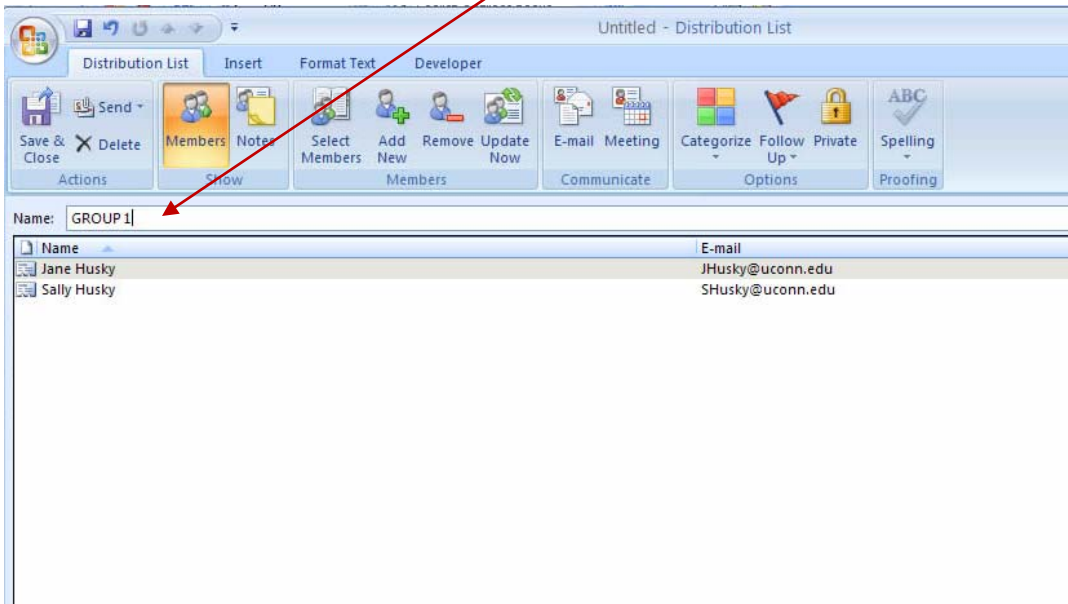 Untitled - Distribution List
Distribution List Insert Format Text Developer
Save & Close Send Delete Members Notes Select Members Add New Remove Update Now E-mail Meeting Categorize Follow Up Private ABC Spelling
Actions Show Members Communicate Options Proofing
Name: GROUP1
Name E-mail
Jane Husky JHusky@uconn.edu
Sally Husky SHusky@uconn.edu